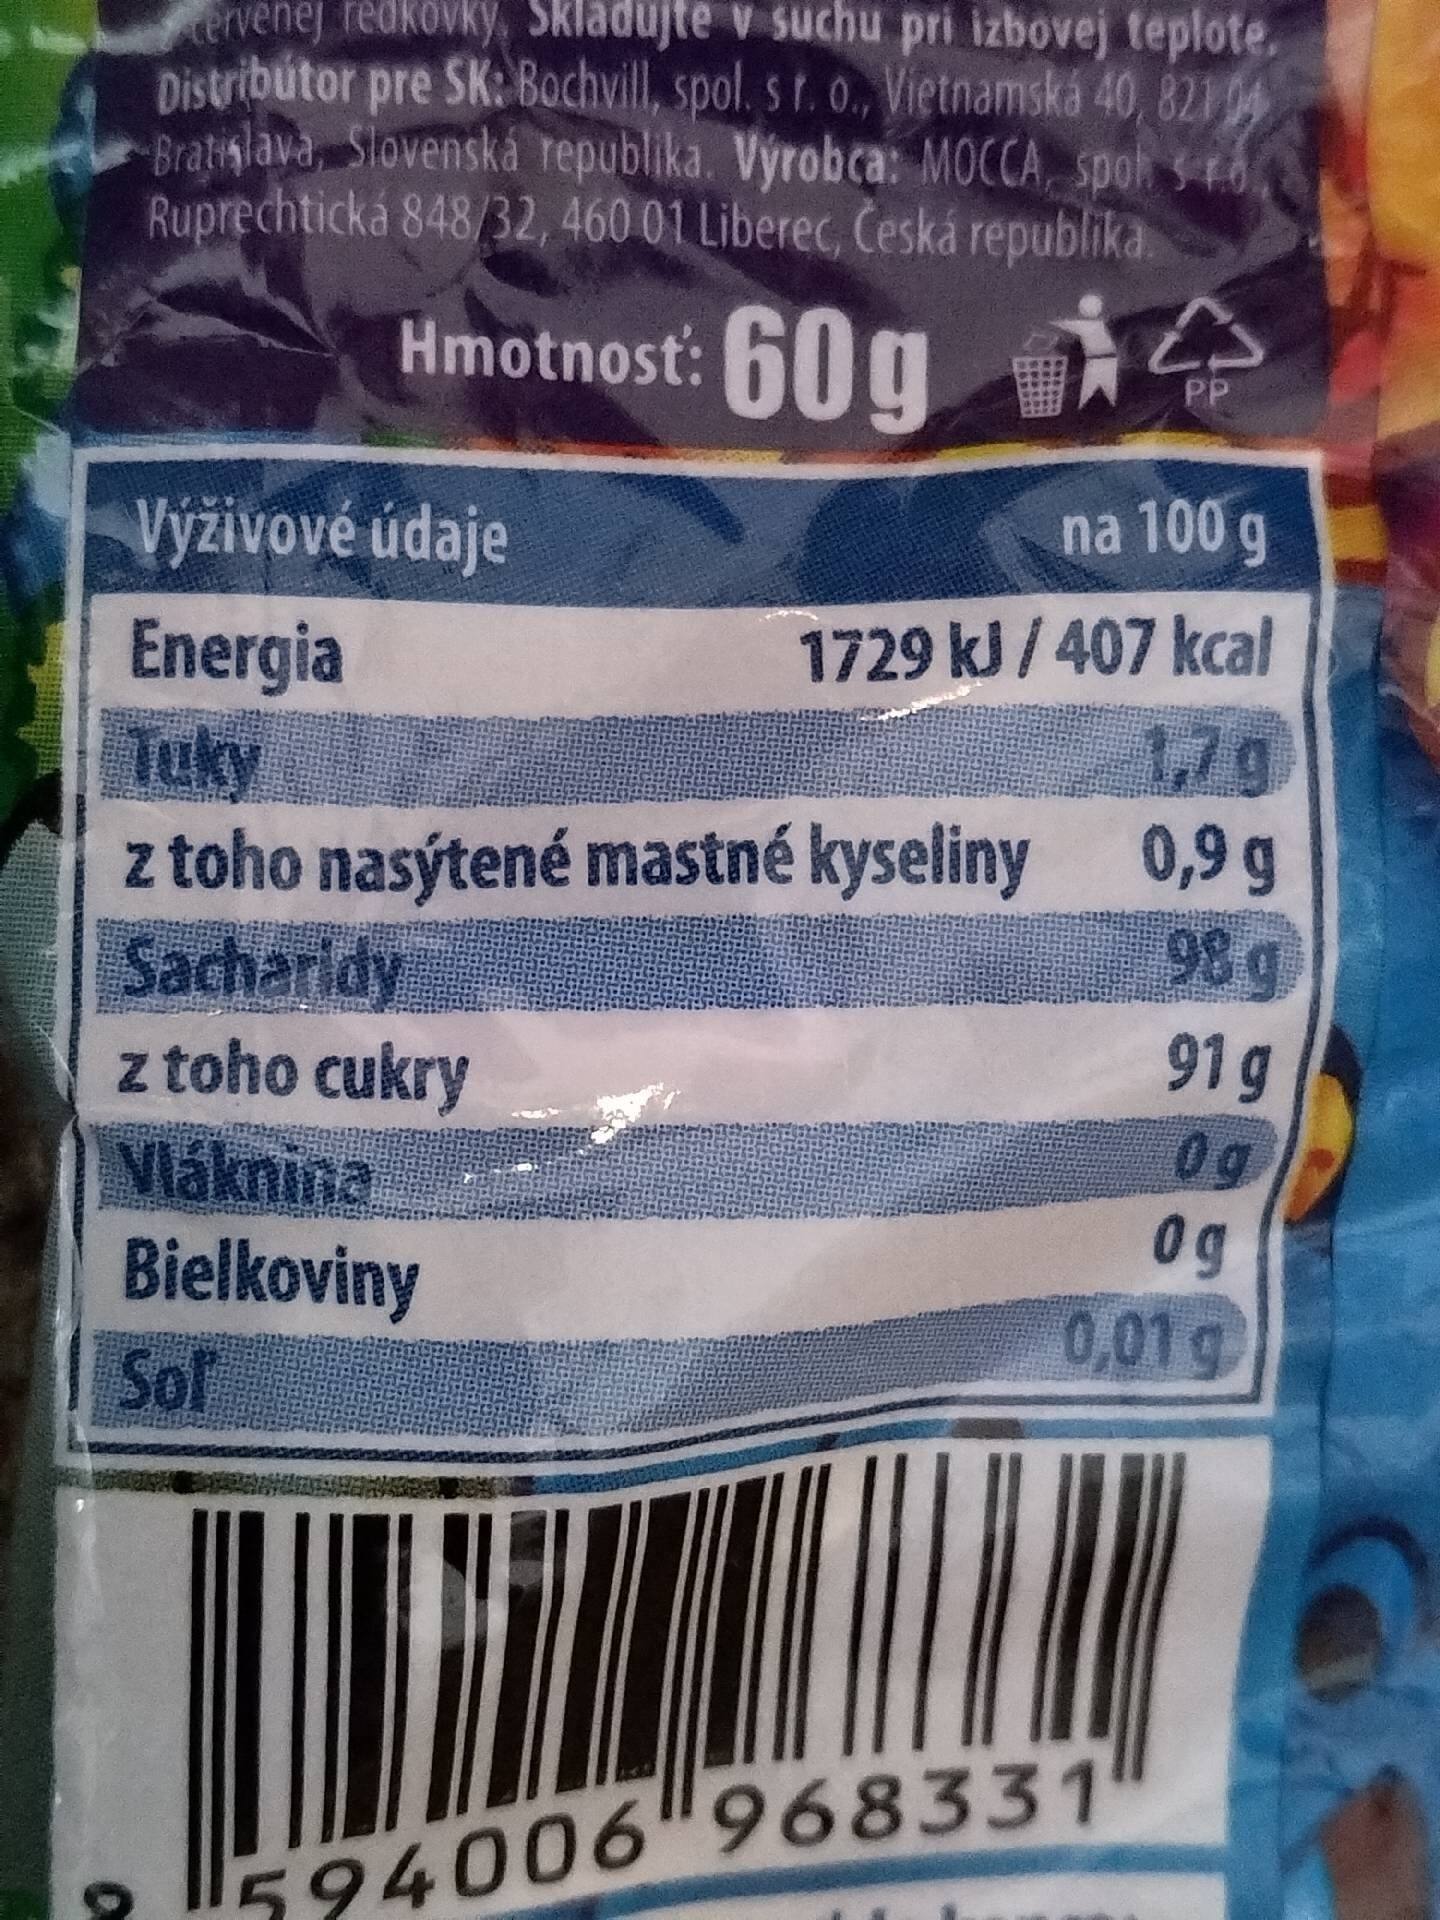 červenej reďkovky. Skladujte v suchu pri izbovej teplote.
Distribútor pre SK: Bochvill, spol. s r. o., Vietnamská 40, 821 04
Bratislava, Slovenská republika. Výrobca: MOCCA, spol. s r.o.,
Ruprechtická 848/32, 460 01 Liberec, Česká republika.
Hmotnosť: 60 g
PP
Výživové údaje na 100 g
Energia 1729 kJ / 407 kcal
Tuky 1,7 g
z toho nasýtené mastné kyseliny 0,9 g
Sacharidy 98 g
z toho cukry 91 g
Vláknina 0 g
Bielkoviny 0 g
Soľ 0,01 g
8 594006 968331